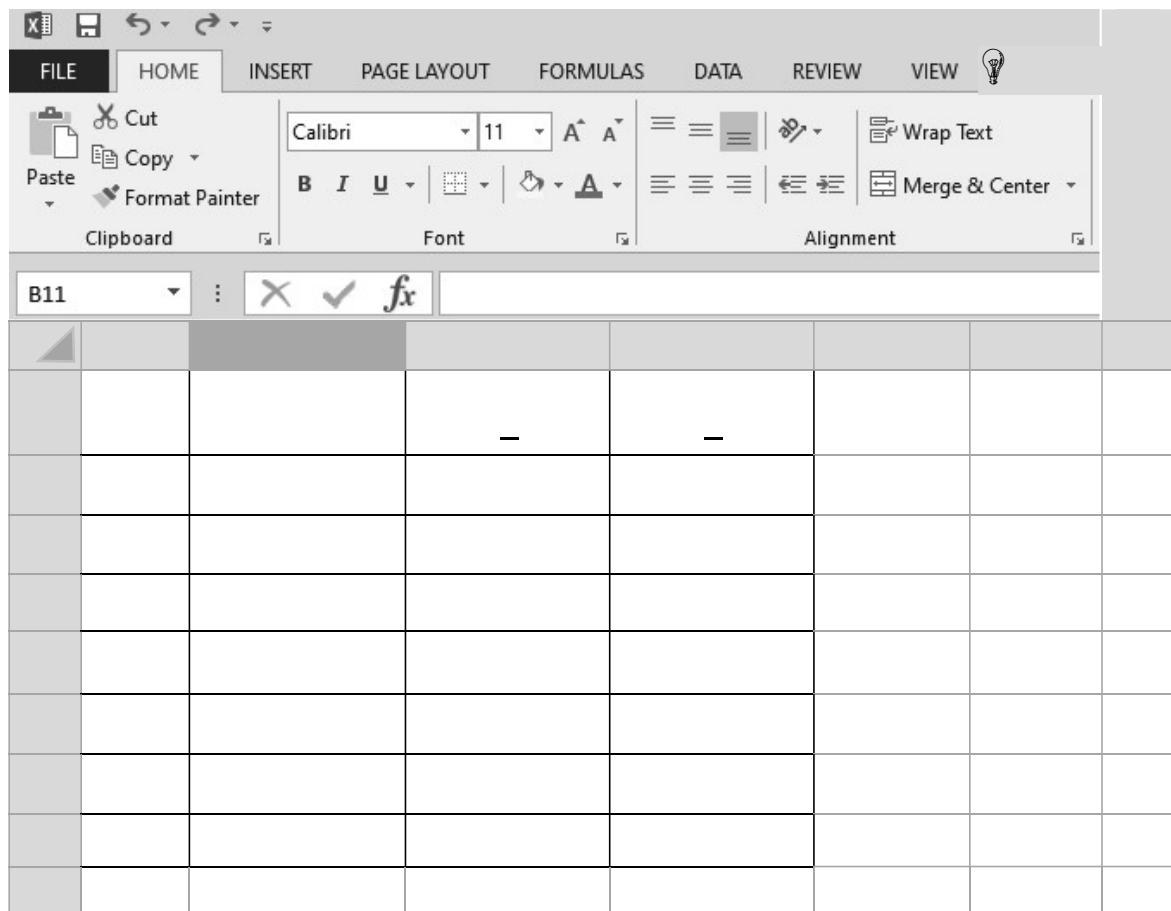 FILE HOME INSERT PAGE LAYOUT FORMULAS DATA REVIEW VIEW
Cut
Copy
Paste
Format Painter
Clipboard
Calibri 11 A A
B I U A
Font
Wrap Text
Merge & Center
Alignment
B11 fx
_ _